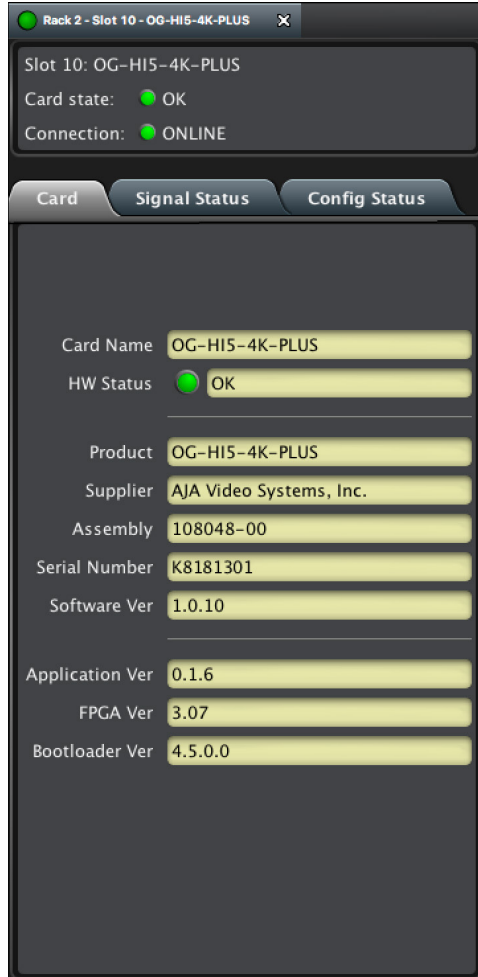 Rack 2 - Slot 10 - OG-HI5-4K-PLUS X
Slot 10: OG-HI5-4K-PLUS
Card state: OK
Connection: ONLINE
Card Signal Status Config Status
Card Name OG-HI5-4K-PLUS
HW Status OK
Product OG-HI5-4K-PLUS
Supplier AJA Video Systems, Inc.
Assembly 108048-00
Serial Number K8181301
Software Ver 1.0.10
Application Ver 0.1.6
FPGA Ver 3.07
Bootloader Ver 4.5.0.0